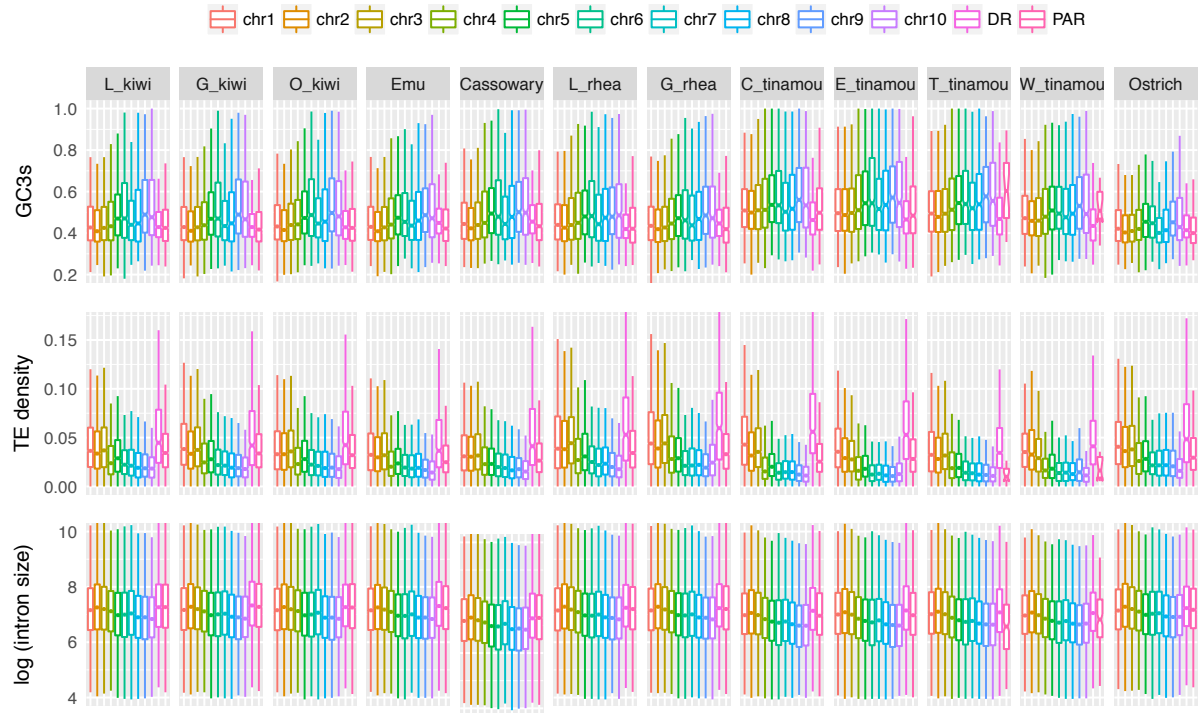 chr1 chr2 chr3 chr4 chr5 chr6 chr7 chr8 chr9 chr10 DR PAR
L_kiwi G_kiwi O_kiwi Emu Cassowary L_rhea G_rhea C_tinamou E_tinamou T_tinamou W_tinamou Ostrich
GC3s
1.0
0.8
0.6
0.4
0.2
TE density
0.15
0.10
0.05
0.00
log (intron size)
10
8
6
4